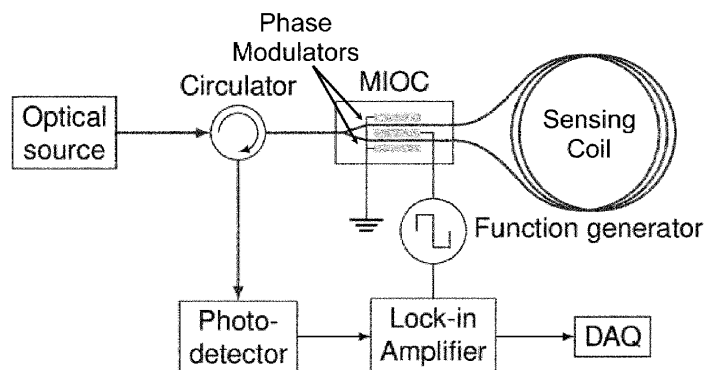 Phase
Modulators
MIOC
Circulator
Optical
source
Sensing
Coil
Function generator
Photo-
detector
Lock-in
Amplifier
DAQ